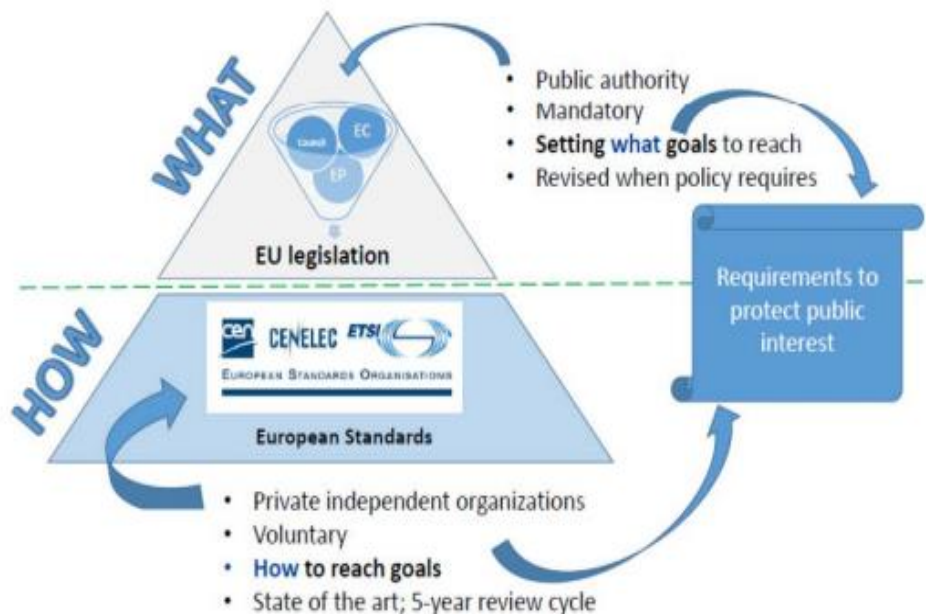 WHAT
Council
EC
EP
EU legislation
• Public authority
• Mandatory
• Setting what goals to reach
• Revised when policy requires
Requirements to
protect public
interest
HOW
cen
CENELEC
ETSI
EUROPEAN STANDARDS ORGANISATIONS
European Standards
• Private independent organizations
• Voluntary
• How to reach goals
• State of the art; 5-year review cycle